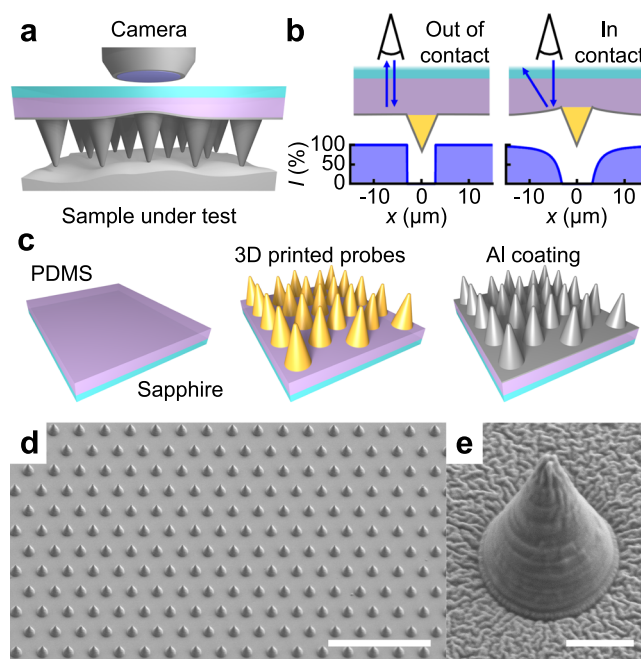 a
Camera
Sample under test
b
Out of
contact
In
contact
I (%)
100
50
0
-10 0 10
x (µm)
-10 0 10
x (µm)
c
PDMS
Sapphire
3D printed probes
Al coating
d
e